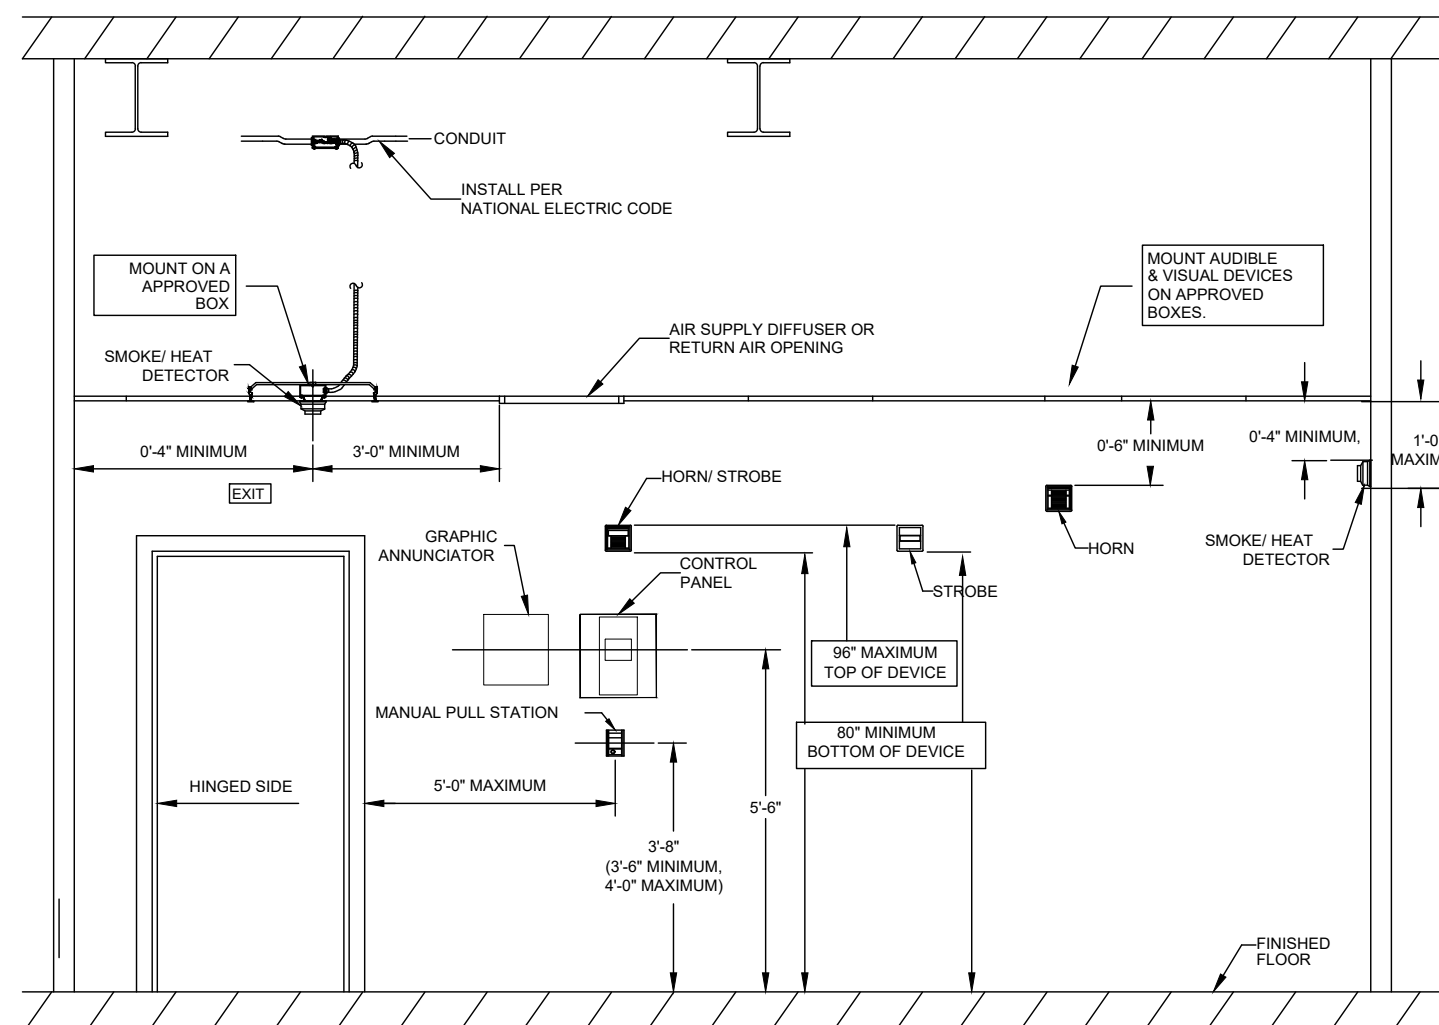 CONDUIT
INSTALL PER
NATIONAL ELECTRIC CODE
MOUNT ON A
APPROVED
BOX
MOUNT AUDIBLE
& VISUAL DEVICES
ON APPROVED
BOXES.
AIR SUPPLY DIFFUSER OR
RETURN AIR OPENING
SMOKE/ HEAT
DETECTOR
0'-4" MINIMUM
3'-0" MINIMUM
0'-6" MINIMUM
0'-4" MINIMUM,
1'-0
MAXIM
EXIT
HORN/ STROBE
GRAPHIC
ANNUNCIATOR
CONTROL
PANEL
HORN
SMOKE/ HEAT
DETECTOR
STROBE
96" MAXIMUM
TOP OF DEVICE
MANUAL PULL STATION
80" MINIMUM
BOTTOM OF DEVICE
HINGED SIDE
5'-0" MAXIMUM
5'-6"
3'-8"
(3'-6" MINIMUM,
4'-0" MAXIMUM)
FINISHED
FLOOR